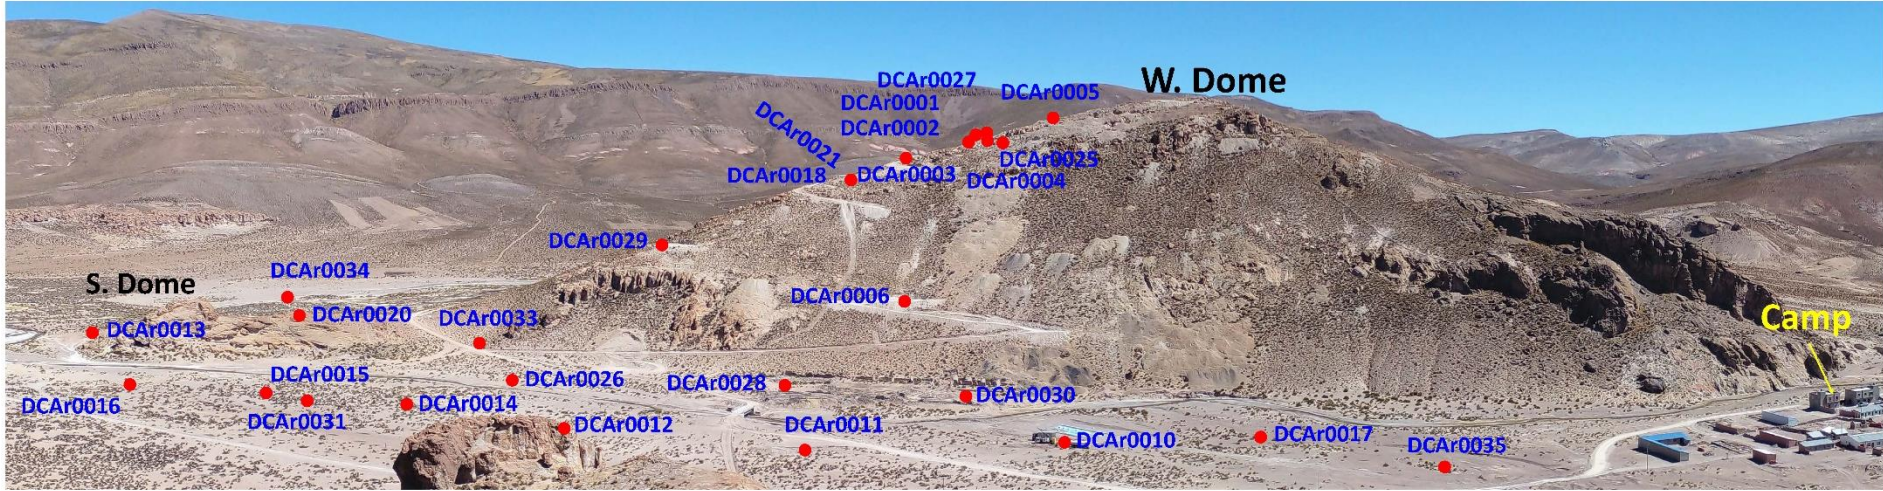 W. Dome
DCAr0027
DCAr0005
DCAr0001
DCAr0002
DCAr0021
DCAr0025
DCAr0018
DCAr0003
DCAr0004
DCAr0029
DCAr0034
S. Dome
DCAr0006
DCAr0020
DCAr0033
DCAr0013
Camp
DCAr0015
DCAr0026
DCAr0028
DCAr0030
DCAr0016
DCAr0031
DCAr0014
DCAr0012
DCAr0011
DCAr0010
DCAr0017
DCAr0035